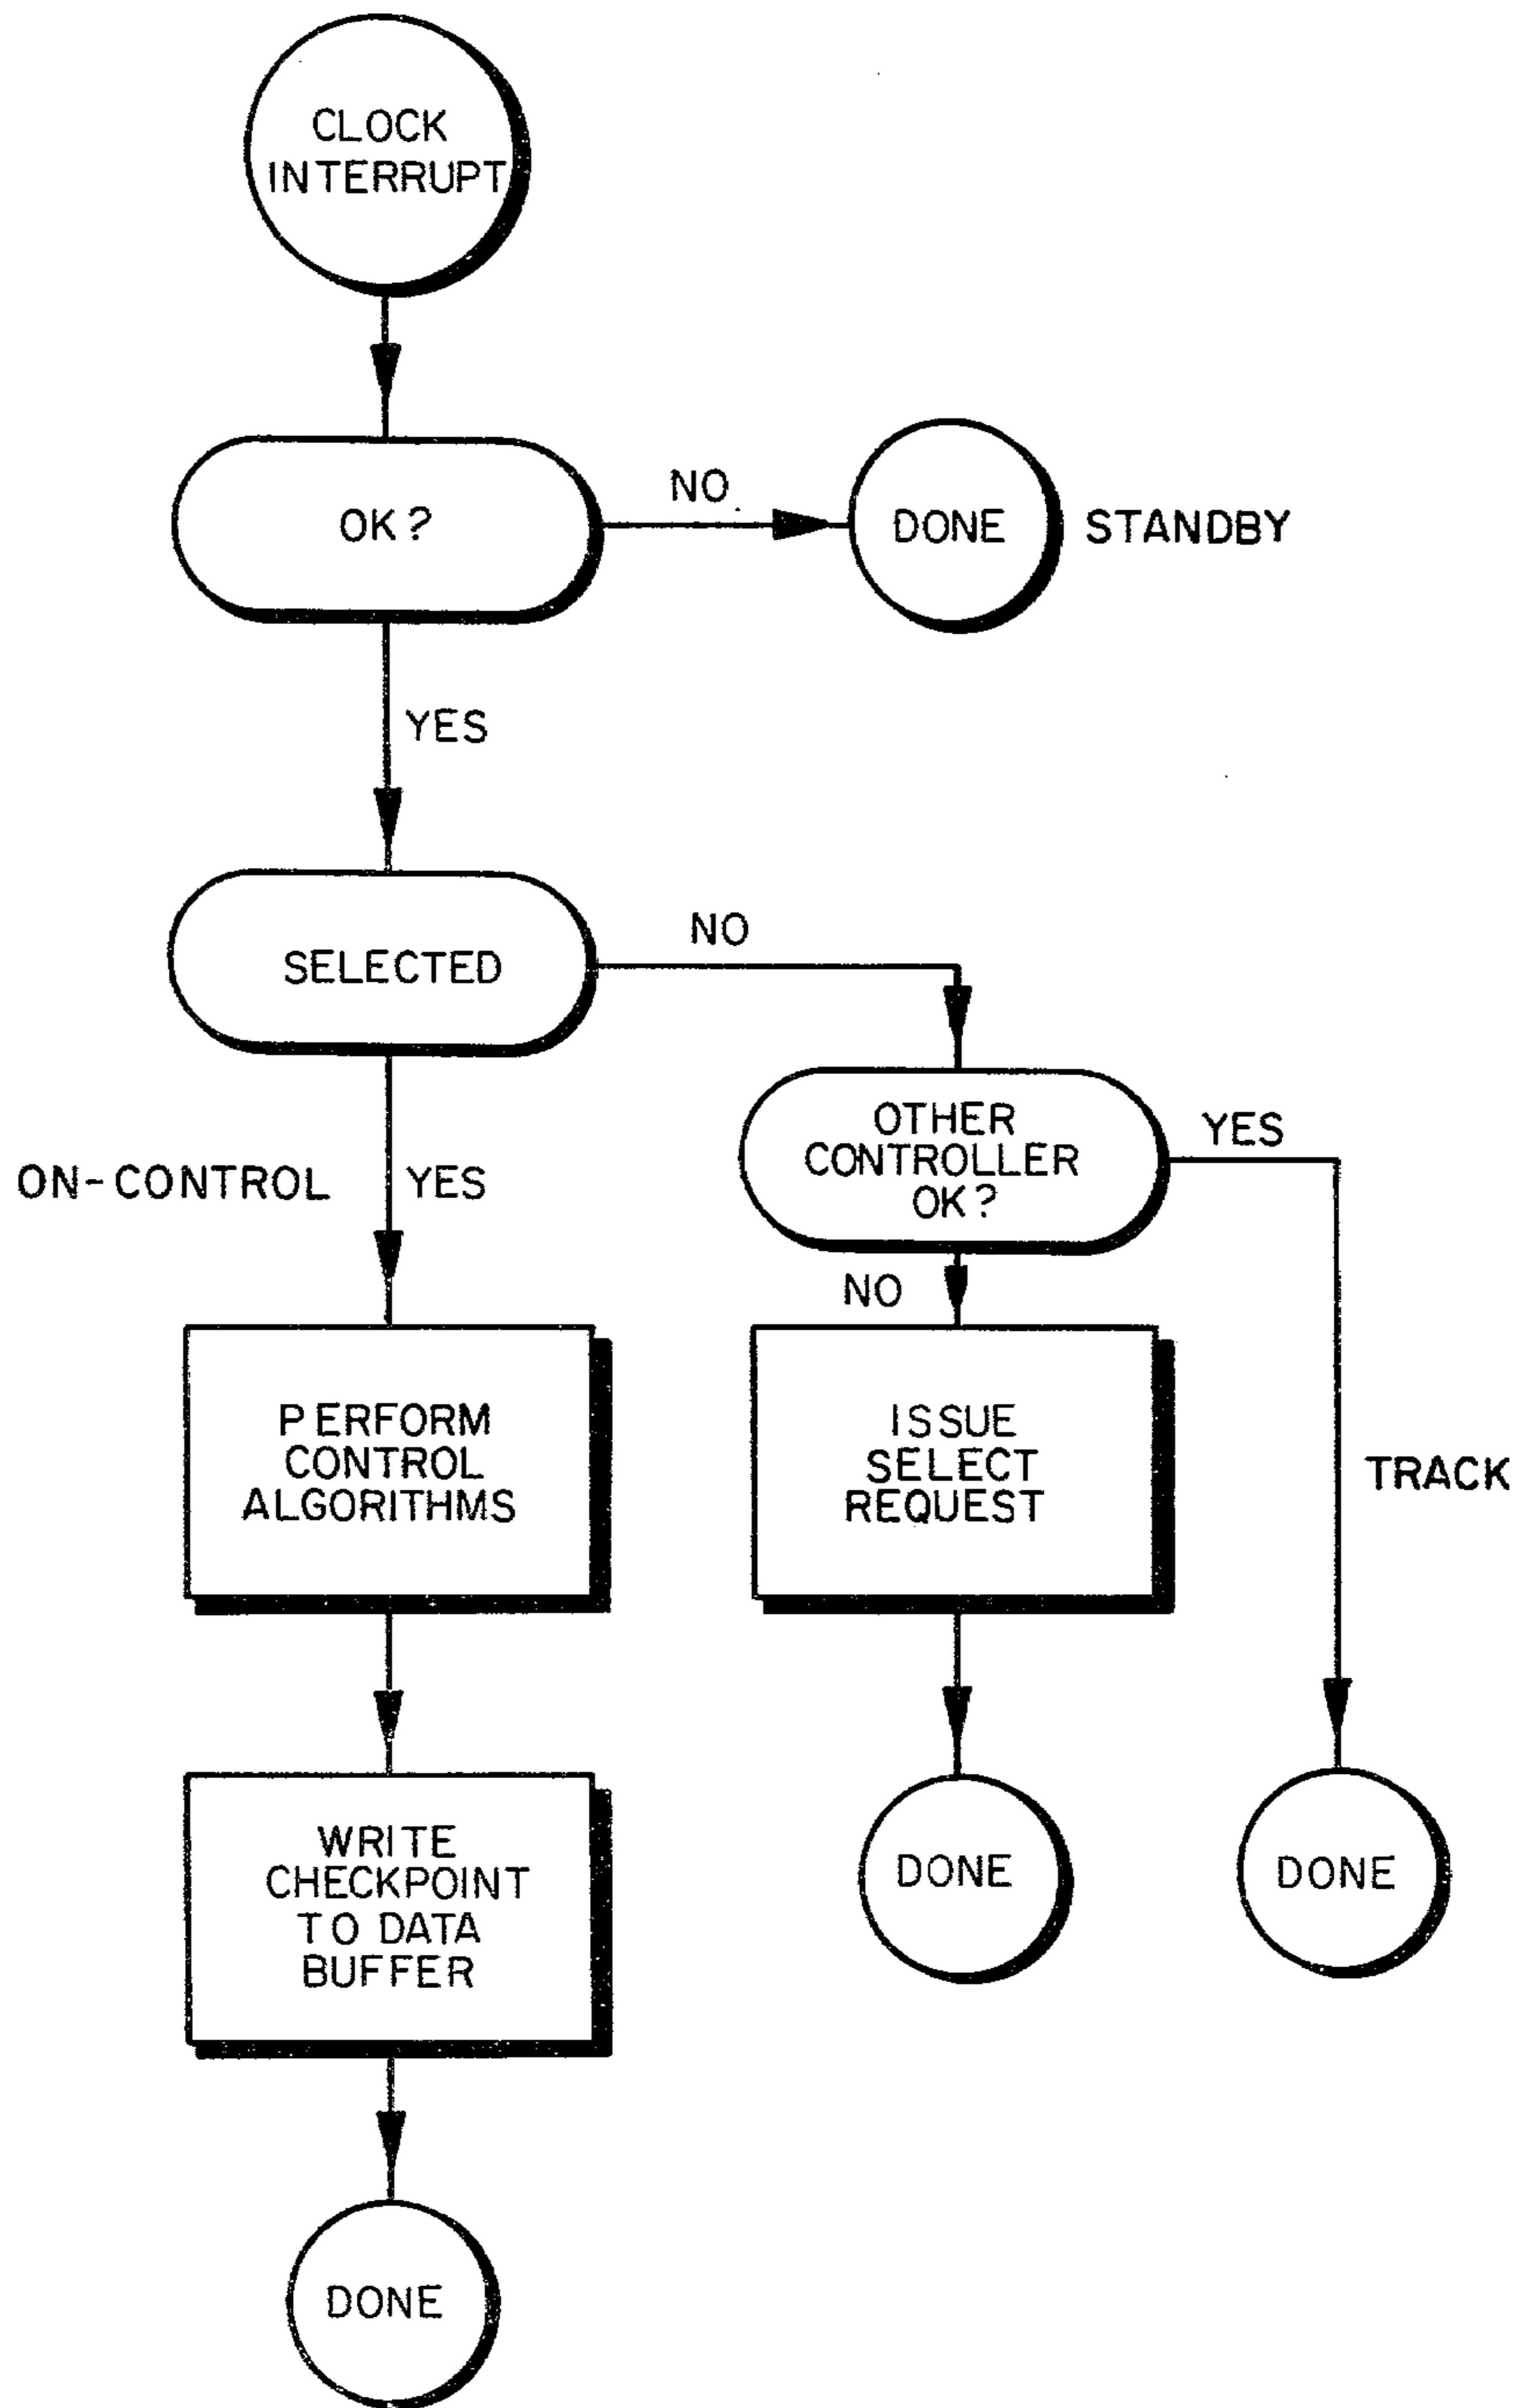 CLOCK
INTERRUPT
OK?
NO
DONE
STANDBY
YES
SELECTED
NO
OTHER
CONTROLLER
OK?
YES
ON-CONTROL
YES
NO
PERFORM
CONTROL
ALGORITHMS
ISSUE
SELECT
REQUEST
TRACK
WRITE
CHECKPOINT
TO DATA
BUFFER
DONE
DONE
DONE